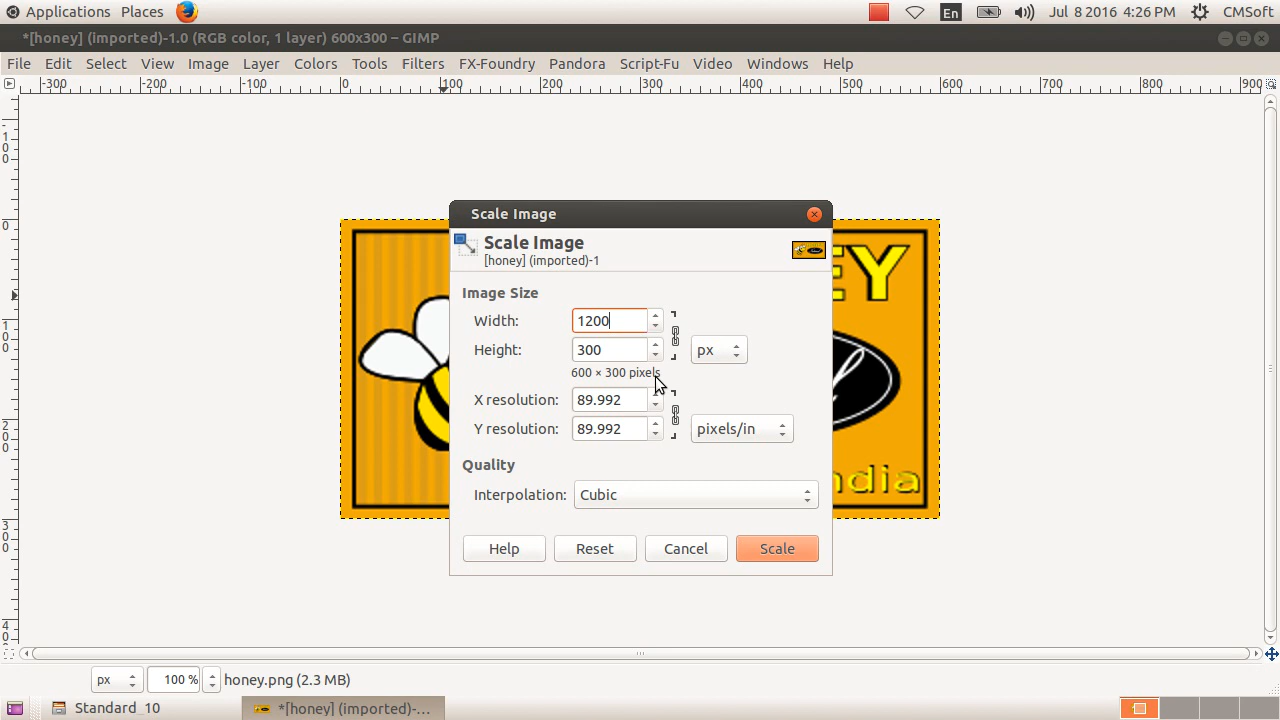 Applications Places En Jul 8 2016 4:26 PM CMSoft
*[honey] (imported)-1.0 (RGB color, 1 layer) 600x300 – GIMP
File Edit Select View Image Layer Colors Tools Filters FX-Foundry Pandora Script-Fu Video Windows Help
-300 -200 -100 0 100 200 300 400 500 600 700 800 900
Scale Image
Scale Image
[honey] (imported)-1
EY
Image Size
Width: 1200
Height: 300 px
600 × 300 pixels
X resolution: 89.992
Y resolution: 89.992 pixels/in
Quality
ndia
Interpolation: Cubic
Help Reset Cancel Scale
0
100
200
300
px 100 % honey.png (2.3 MB)
Standard_10 *[honey] (imported)-...